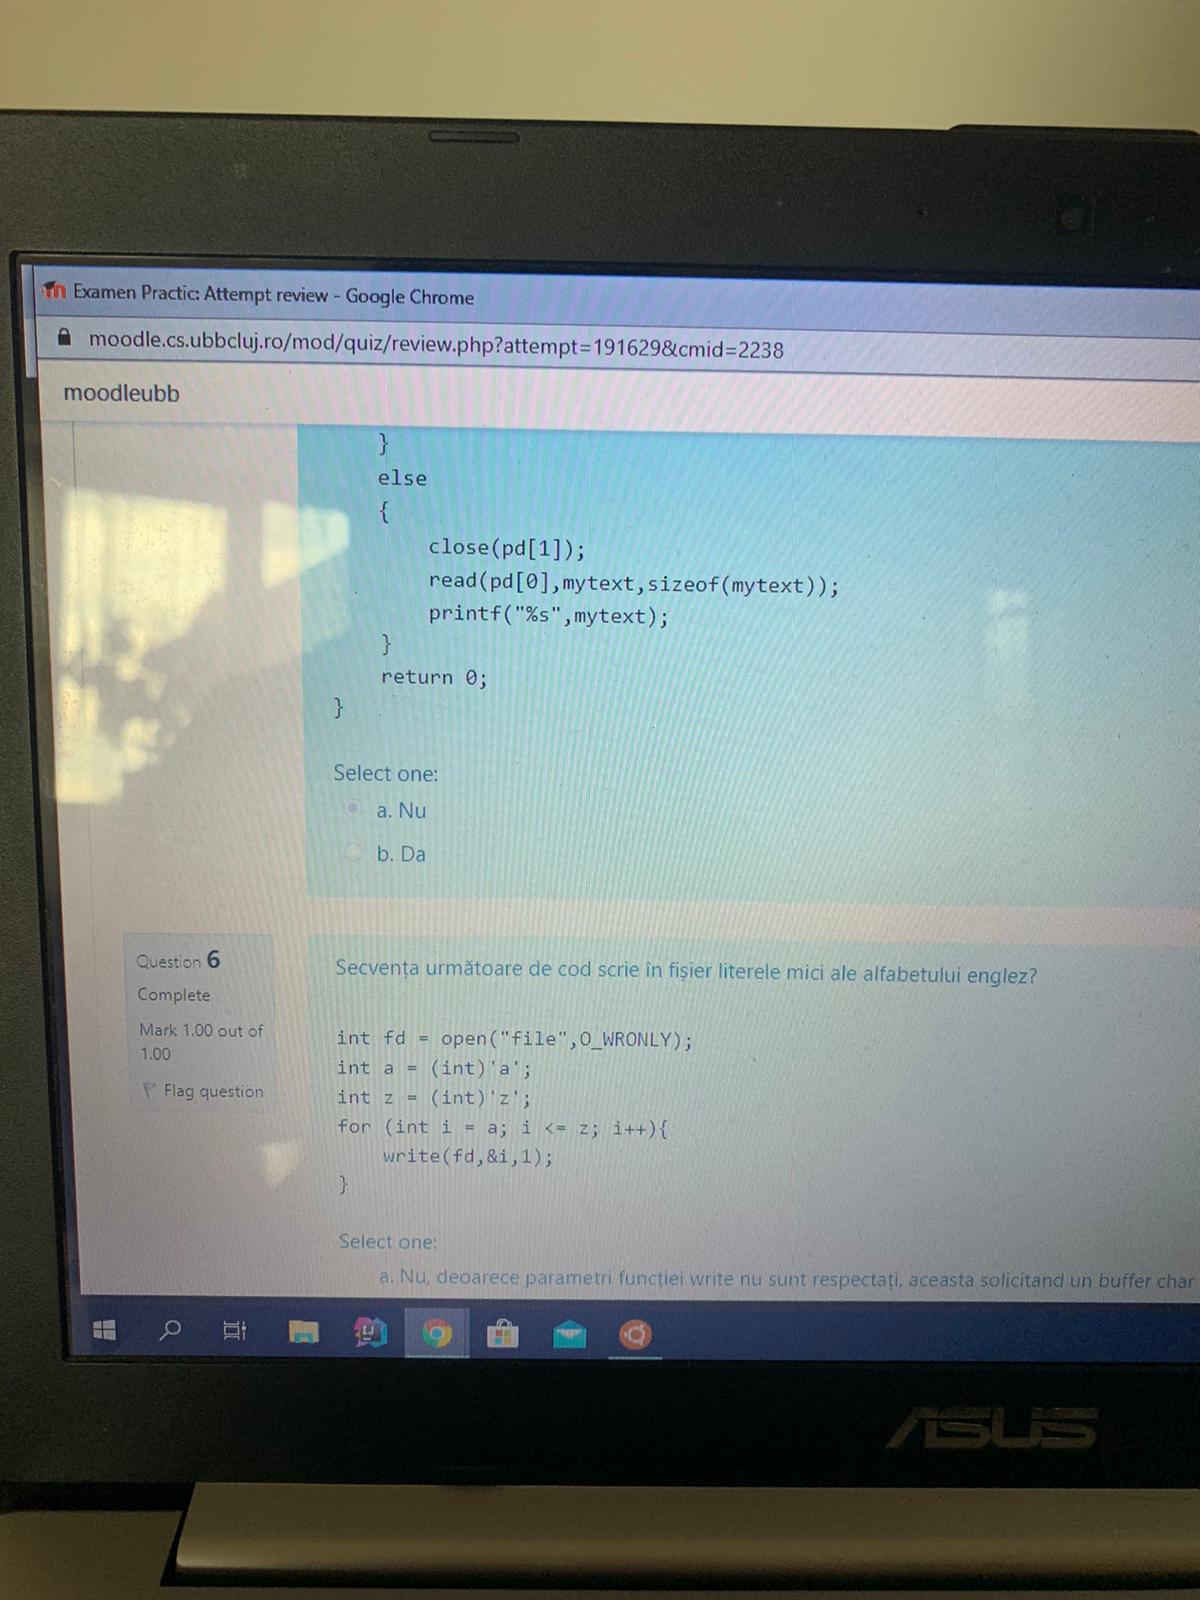 Examen Practic: Attempt review - Google Chrome
moodle.cs.ubbcluj.ro/mod/quiz/review.php?attempt=191629&cmid=2238
moodleubb
}
else
{
close(pd[1]);
read(pd[0],mytext,sizeof(mytext));
printf("%s",mytext);
}
return 0;
}
Select one:
a. Nu
b. Da
Question 6
Complete
Mark 1.00 out of
1.00
Flag question
Secvența următoare de cod scrie în fișier literele mici ale alfabetului englez?
int fd = open("file",O_WRONLY);
int a = (int)'a';
int z = (int)'z';
for (int i = a; i <= z; i++){
write(fd,&i,1);
}
Select one:
a. Nu, deoarece parametri funcției write nu sunt respectați, aceasta solicitand un buffer char
ASUS